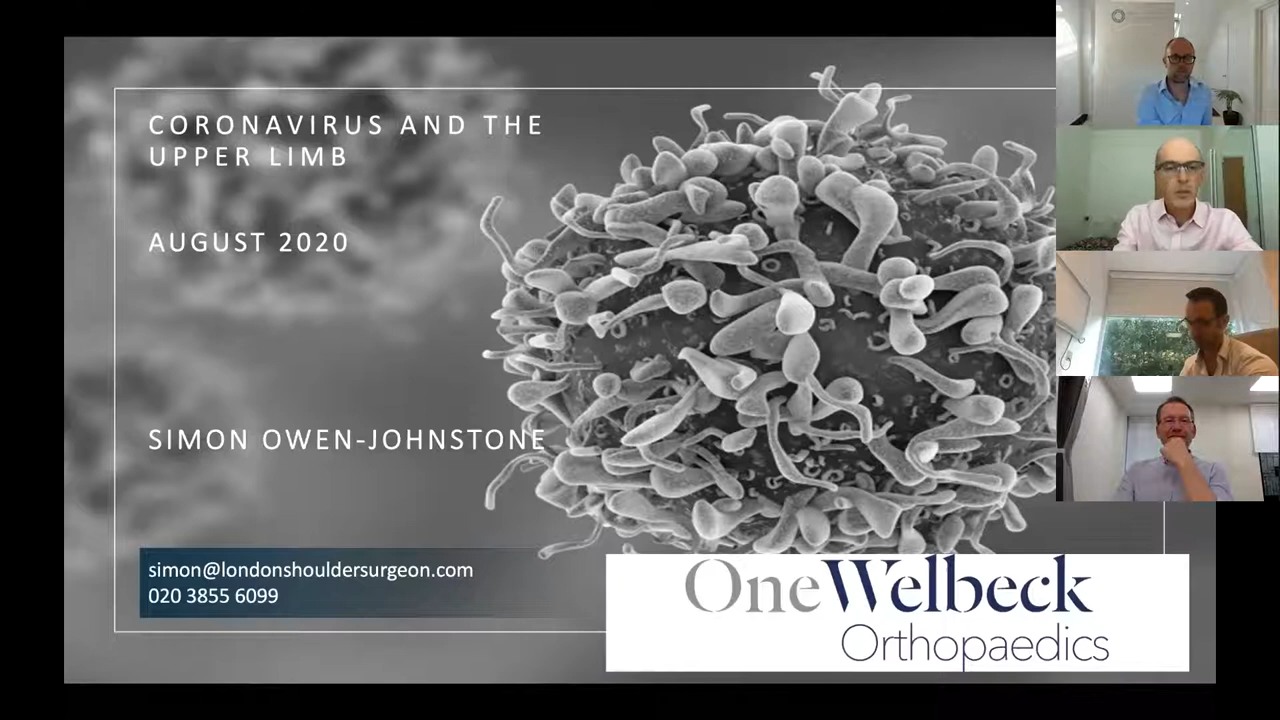 CORONAVIRUS AND THE
UPPER LIMB
AUGUST 2020
SIMON OWEN-JOHNSTONE
simon@londonshouldersurgeon.com
020 3855 6099
OneWelbeck
Orthopaedics